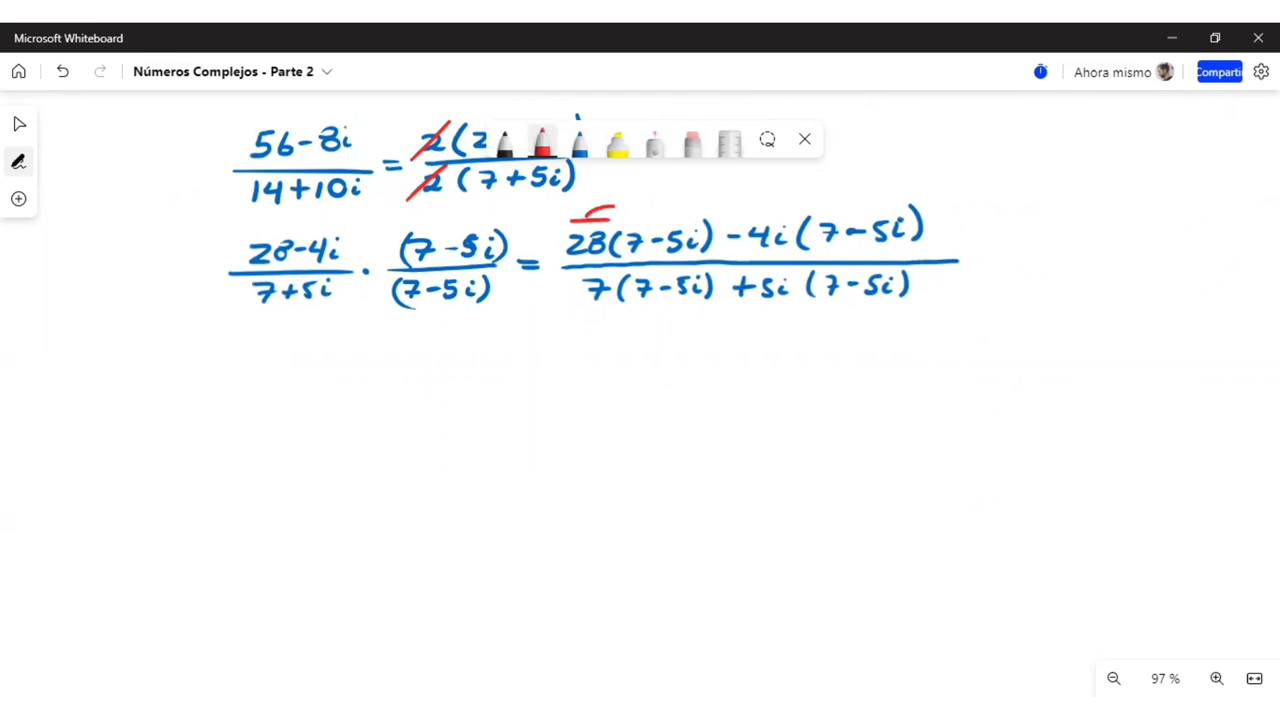 Microsoft Whiteboard
Números Complejos - Parte 2
Ahora mismo
Comparti
56-8i
14+10i
=
2(2
2(7+5i)
28-4i
7+5i
·
(7-5i)
(7-5i)
=
28(7-5i)-4i(7-5i)
7(7-5i)+5i(7-5i)
97 %